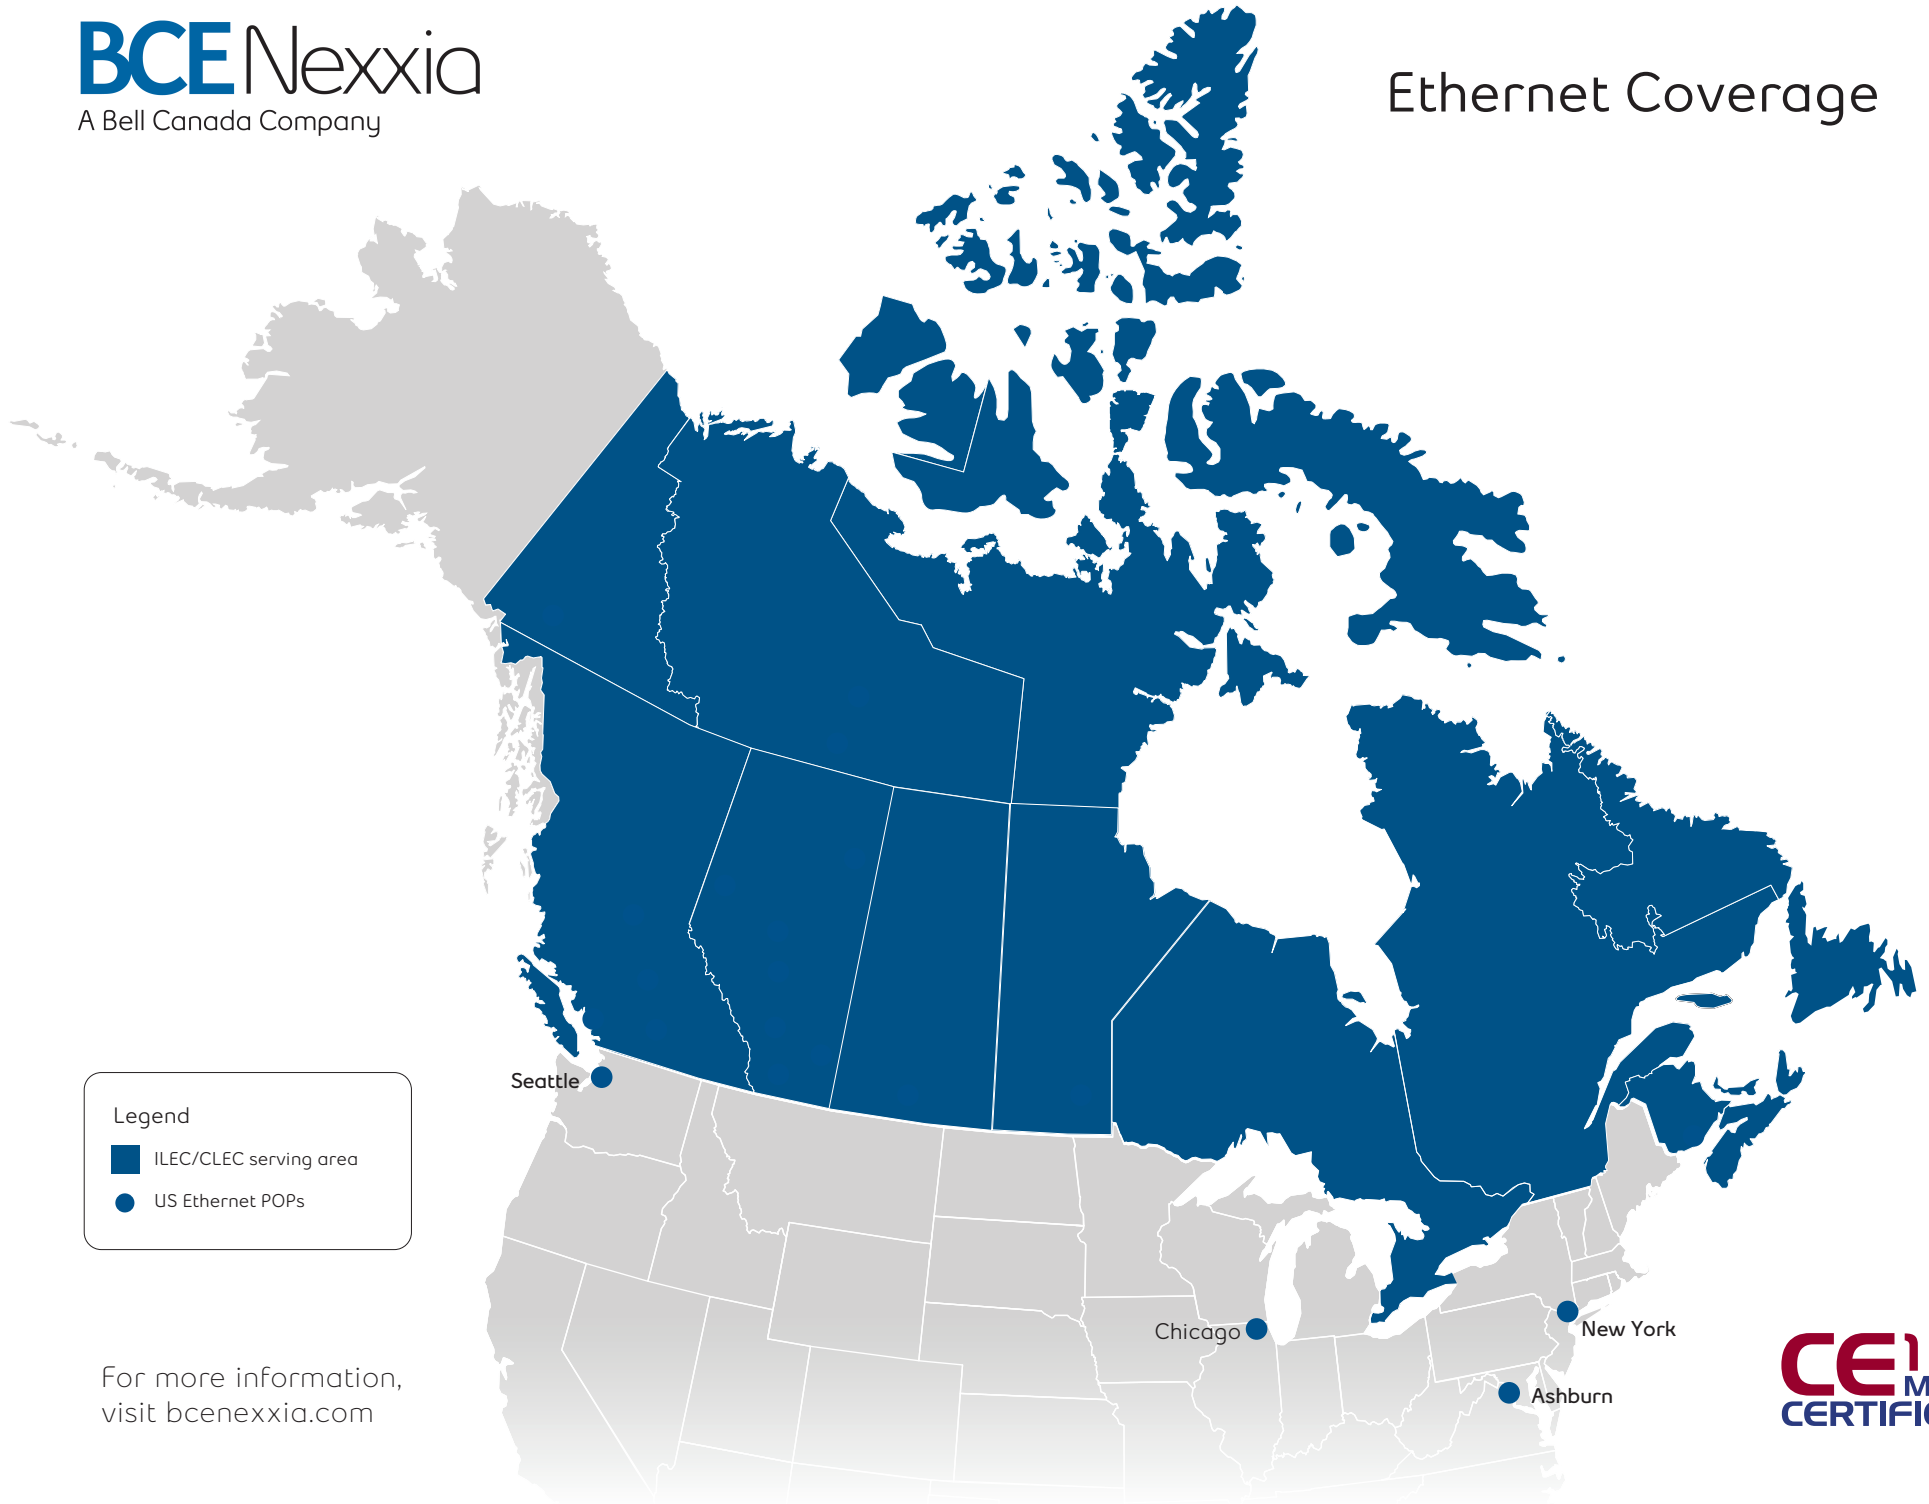 BCE Nexxia
A Bell Canada Company
Ethernet Coverage
Seattle
Legend
ILEC/CLEC serving area
US Ethernet POPs
Chicago
New York
Ashburn
For more information,
visit bcenexxia.com